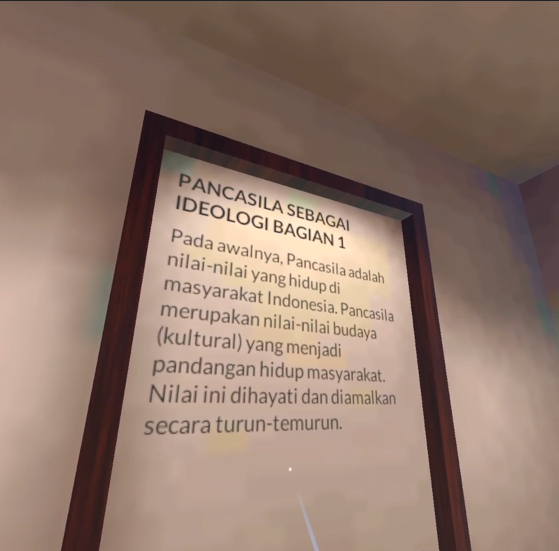 PANCASILA SEBAGAI
IDEOLOGI BAGIAN 1
Pada awalnya, Pancasila adalah
nilai-nilai yang hidup di
masyarakat Indonesia. Pancasila
merupakan nilai-nilai budaya
(kultural) yang menjadi
pandangan hidup masyarakat.
Nilai ini dihayati dan diamalkan
secara turun-temurun.